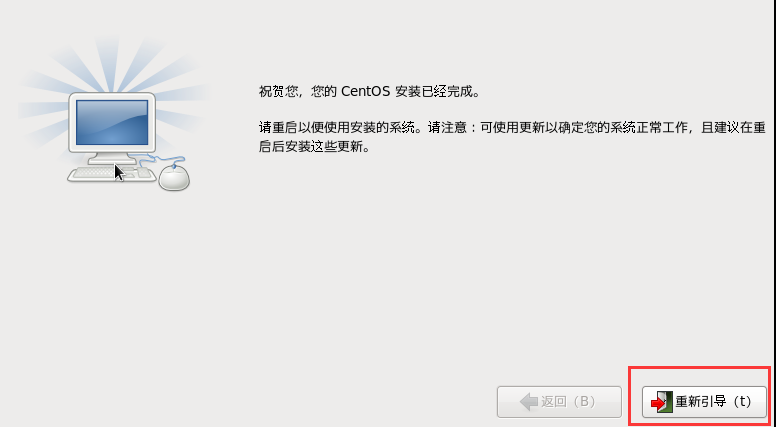 祝贺您，您的 CentOS 安装已经完成。
请重启以便使用安装的系统。请注意：可使用更新以确定您的系统正常工作，且建议在重
启后安装这些更新。
返回（B）
重新引导（t）